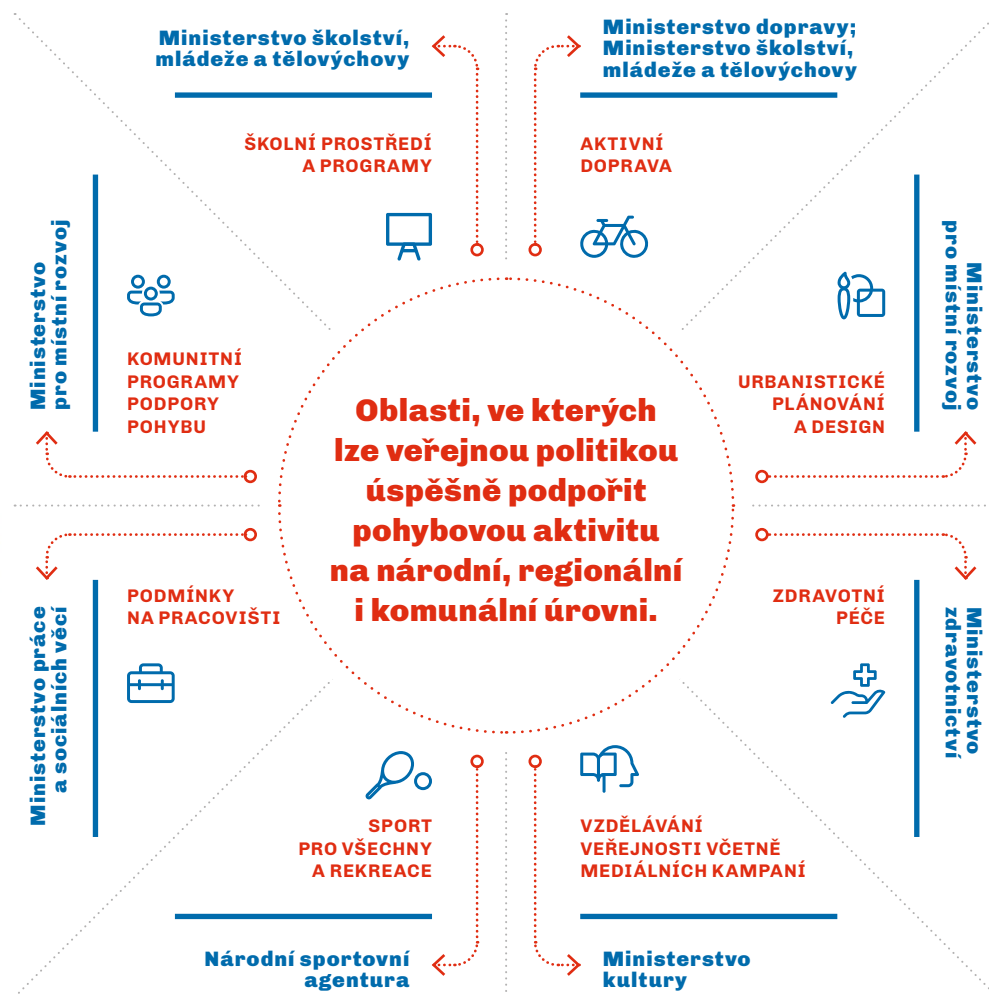 Ministerstvo školství,
mládeže a tělovýchovy
ŠKOLNÍ PROSTŘEDÍ
A PROGRAMY
Ministerstvo dopravy;
Ministerstvo školství,
mládeže a tělovýchovy
AKTIVNÍ
DOPRAVA
Ministerstvo
pro místní rozvoj
KOMUNITNÍ
PROGRAMY
PODPORY
POHYBU
Ministerstvo
pro místní rozvoj
URBANISTICKÉ
PLÁNOVÁNÍ
A DESIGN
Oblasti, ve kterých
lze veřejnou politikou
úspěšně podpořit
pohybovou aktivitu
na národní, regionální
i komunální úrovni.
Ministerstvo práce
a sociálních věcí
PODMÍNKY
NA PRACOVIŠTI
Ministerstvo
zdravotnictví
ZDRAVOTNÍ
PÉČE
SPORT
PRO VŠECHNY
A REKREACE
Národní sportovní
agentura
VZDĚLÁVÁNÍ
VEŘEJNOSTI VČETNĚ
MEDIÁLNÍCH KAMPANÍ
Ministerstvo
kultury